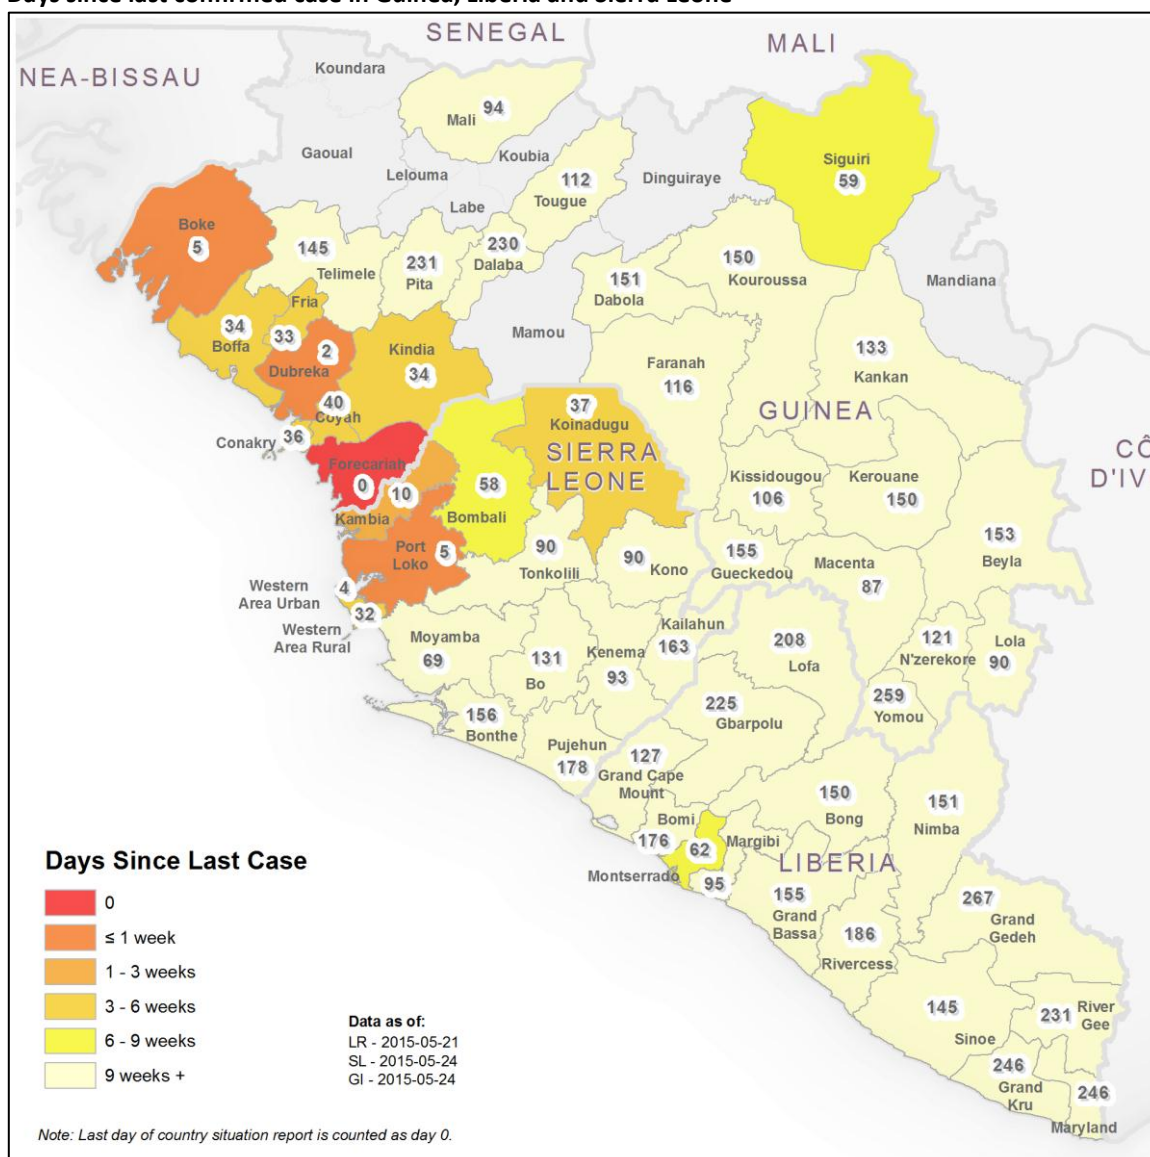 Days since last confirmed case in Guinea, Liberia and Sierra Leone
SENEGAL
MALI
NEA-BISSAU
Koundara
94
Mali
Siguiri
59
Gaoual
Koubia
Lelouma
112
Tougue
Dinguiraye
Labe
Boke
5
145
Telimele
231
Pita
230
Dalaba
150
Kouroussa
151
Dabola
Mandiana
Fria
34
Boffa
33
2
Dubreka
Kindia
34
Mamou
Faranah
116
133
Kankan
40
Coyah
37
Koinadugu
GUINEA
Conakry
36
SIERRA
LEONE
CÔ
D'IV
Forecariah
0
10
Kambia
58
Bombali
Kissidougou
106
Kerouane
150
Port
Loko
5
90
Tonkolili
90
Kono
155
Gueckedou
Macenta
87
153
Beyla
Western
Area Urban
4
32
Western
Area Rural
Moyamba
69
131
Bo
Kenema
93
Kailahun
163
208
Lofa
121
N'zerekore
Lola
90
225
Gbarpolu
259
Yomou
156
Bonthe
Pujehun
178
127
Grand Cape
Mount
150
Bong
151
Nimba
Bomi
176
62
Margibi
Montserrado
95
LIBERIA
155
Grand
Bassa
267
Grand
Gedeh
186
Rivercess
145
Sinoe
231
River
Gee
246
Grand
Kru
246
Maryland
Days Since Last Case
0
≤ 1 week
1 - 3 weeks
3 - 6 weeks
6 - 9 weeks
9 weeks +
Data as of:
LR - 2015-05-21
SL - 2015-05-24
GI - 2015-05-24
Note: Last day of country situation report is counted as day 0.